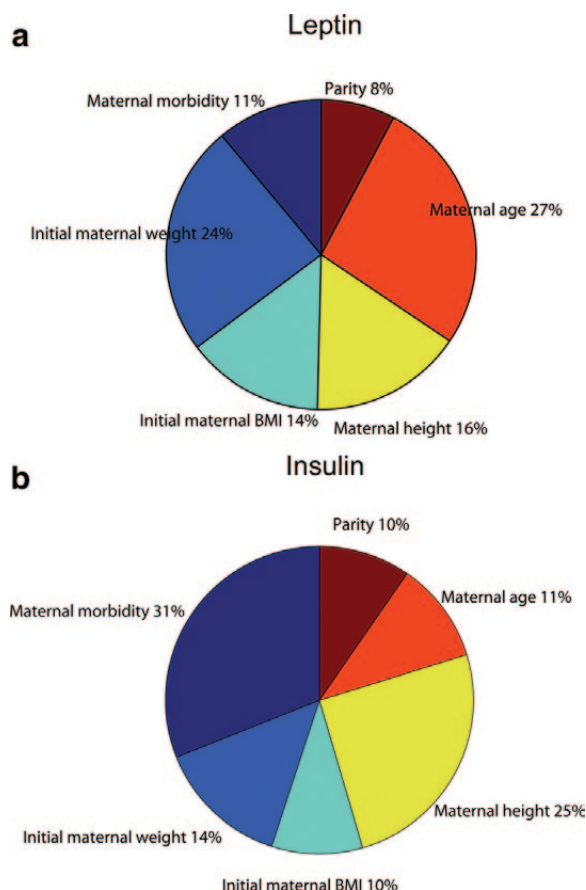 a
Leptin
Parity 8%
Maternal morbidity 11%
Maternal age 27%
Initial maternal weight 24%
Initial maternal BMI 14%
Maternal height 16%
b
Insulin
Parity 10%
Maternal age 11%
Maternal morbidity 31%
Maternal height 25%
Initial maternal weight 14%
Initial maternal BMI 10%